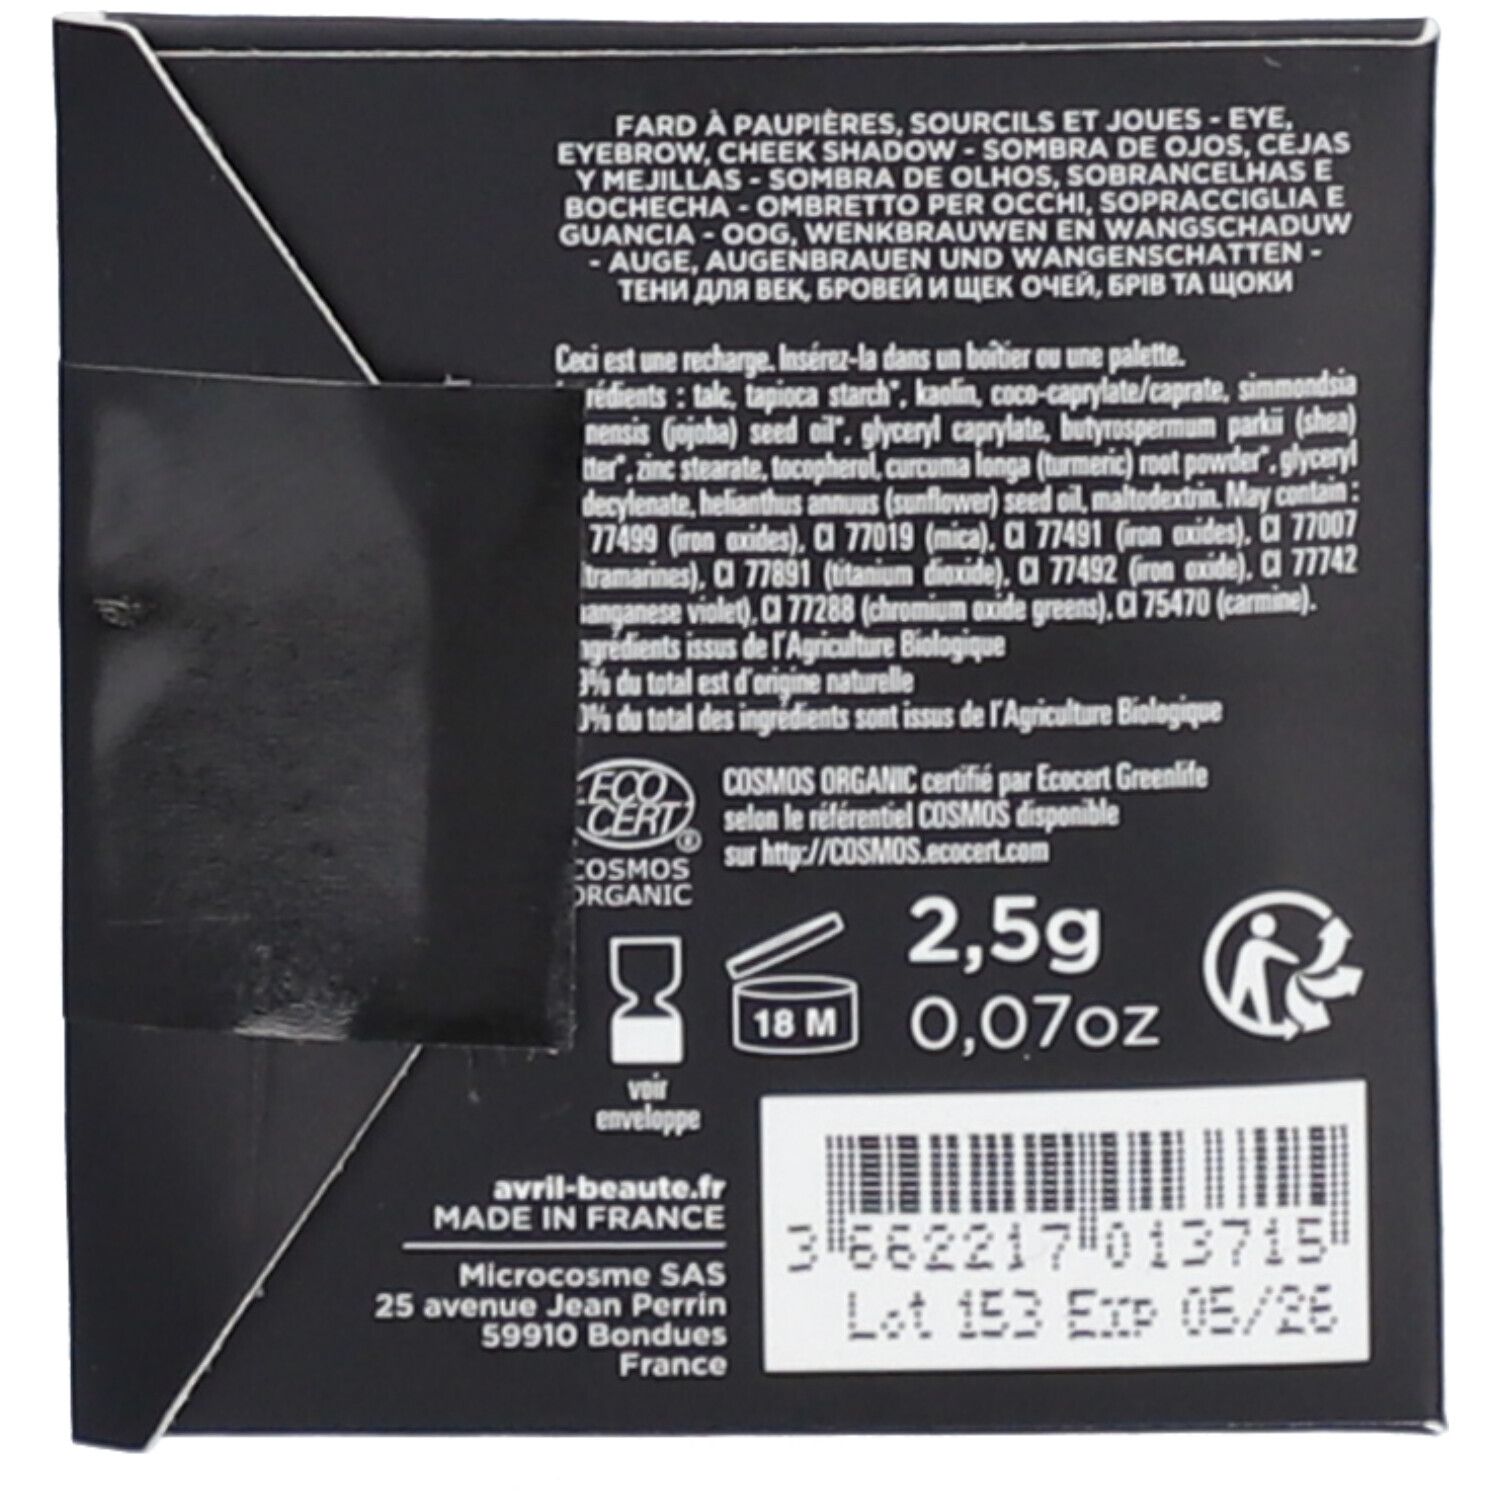 FARD À PAUPIÈRES, SOURCILS ET JOUES - EYE,
EYEBROW, CHEEK SHADOW - SOMBRA DE OJOS, CEJAS
Y MEJILLAS - SOMBRA DE OLHOS, SOBRANCELHAS E
BOCHECHA - OMBRETTO PER OCCHI, SOPRACCIGLIA E
GUANCIA - OOG, WENKBRAUWEN EN WANGSCHADUW
- AUGE, AUGENBRAUEN UND WANGENSCHATTEN -
ТЕНИ ДЛЯ ВЕК, БРОВЕЙ И ЩЕК ОЧЕЙ, БРІВ ТА ЩОКИ
Ceci est une recharge. Insérez-la dans un boîtier ou une palette.
rédients : talc, tapioca starch*, kaolin, coco-caprylate/caprate, simmondsia
nensis (jojoba) seed oil*, glyceryl caprylate, butyrospermum parkii (shea)
tter*, zinc stearate, tocopherol, curcuma longa (turmeric) root powder*, glyceryl
decylenate, helianthus annuus (sunflower) seed oil, maltodextrin. May contain :
77499 (iron oxides), CI 77019 (mica), CI 77491 (iron oxides), CI 77007
tramarines), CI 77891 (titanium dioxide), CI 77492 (iron oxide), CI 77742
anganese violet), CI 77288 (chromium oxide greens), CI 75470 (carmine).
grédients issus de l'Agriculture Biologique
% du total est d'origine naturelle
% du total des ingrédients sont issus de l'Agriculture Biologique
ECO
CERT®
COSMOS
ORGANIC
COSMOS ORGANIC certifié par Ecocert Greenlife
selon le référentiel COSMOS disponible
sur http://COSMOS.ecocert.com
voir
enveloppe
18 M
2,5g
0,07oz
avril-beaute.fr
MADE IN FRANCE
Microcosme SAS
25 avenue Jean Perrin
59910 Bondues
France
3 662217 013715
Lot 153 Exp 05/26